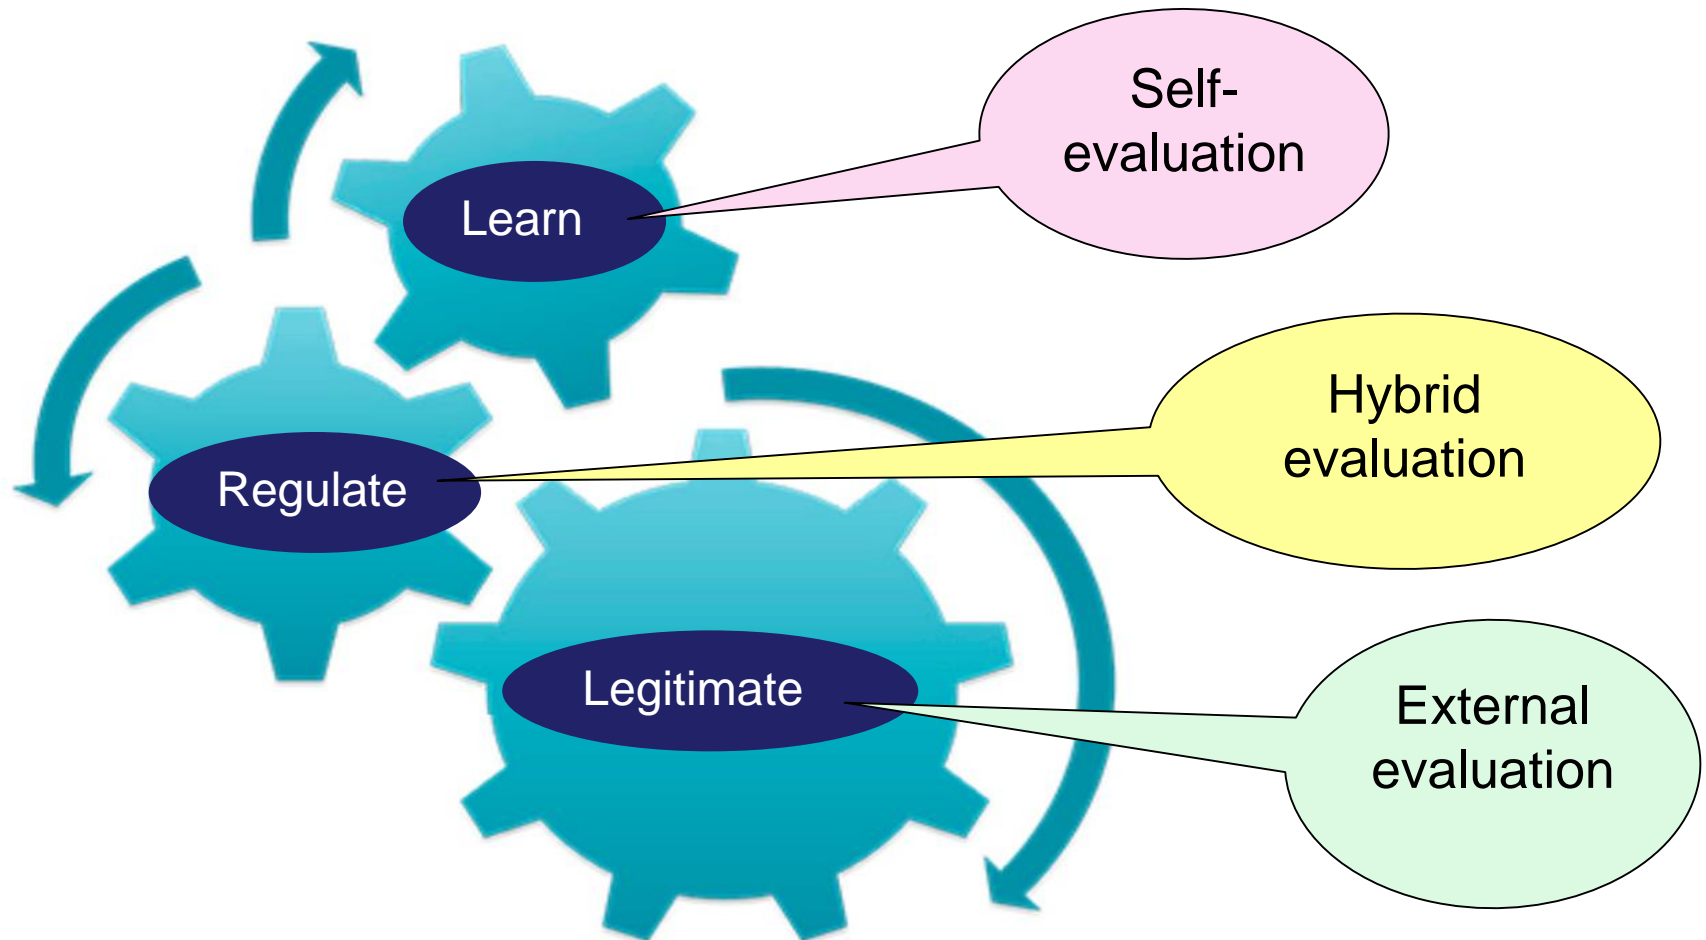 Self-
evaluation
Learn
Hybrid
evaluation
Regulate
Legitimate
External
evaluation